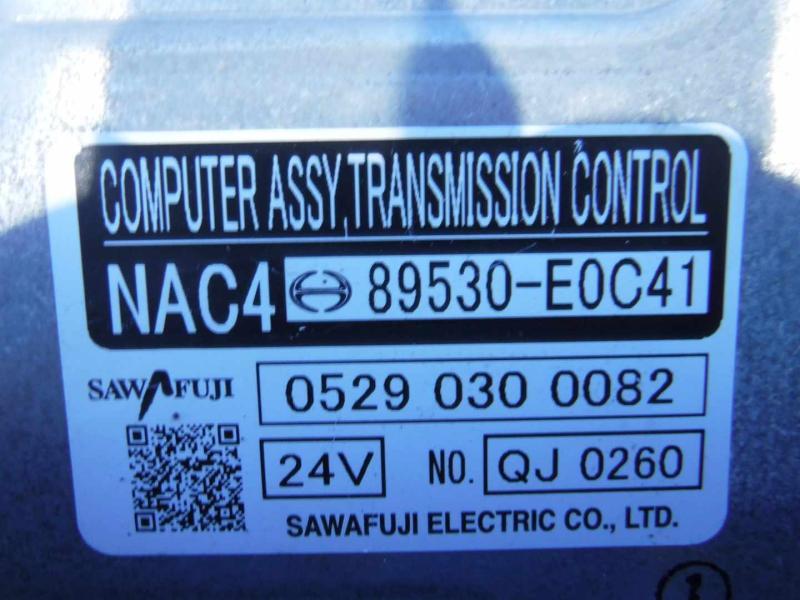 COMPUTER ASSY,TRANSMISSION CONTROL
NAC4 89530-E0C41
SAWAFUJI 0529 030 0082
24V NO. QJ 0260
SAWAFUJI ELECTRIC CO., LTD.
1